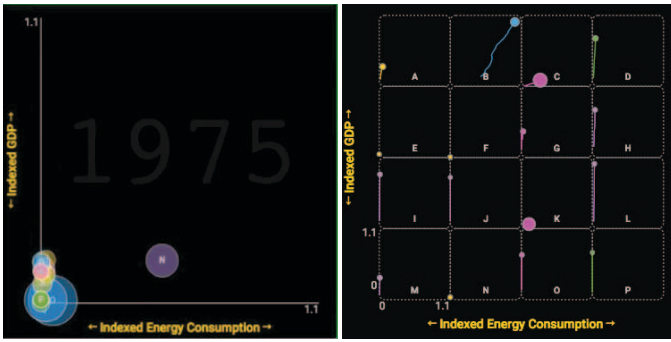 1.1
1975
← Indexed GDP →
N
P
1.1
← Indexed Energy Consumption →
A B C D
E F G H
I J K L
1.1
M N O P
0
0 1.1
← Indexed GDP →
← Indexed Energy Consumption →